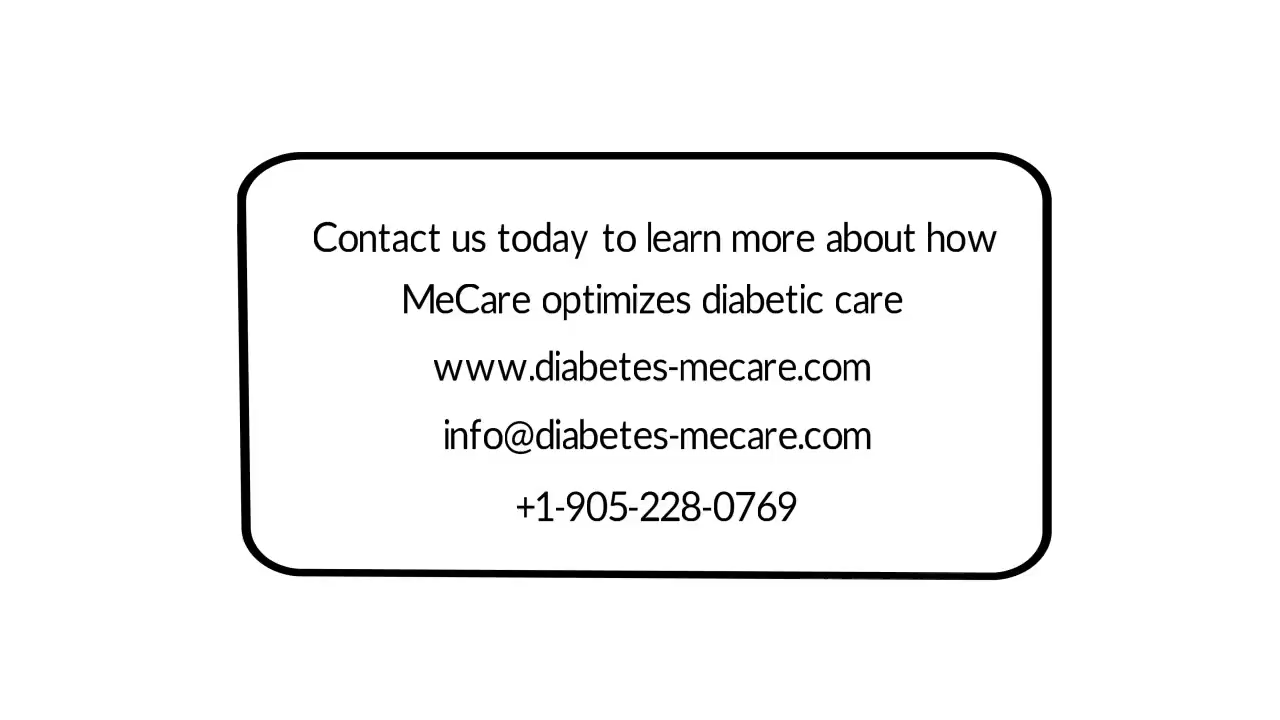 Contact us today to learn more about how
MeCare optimizes diabetic care
www.diabetes-mecare.com
info@diabetes-mecare.com
+1-905-228-0769